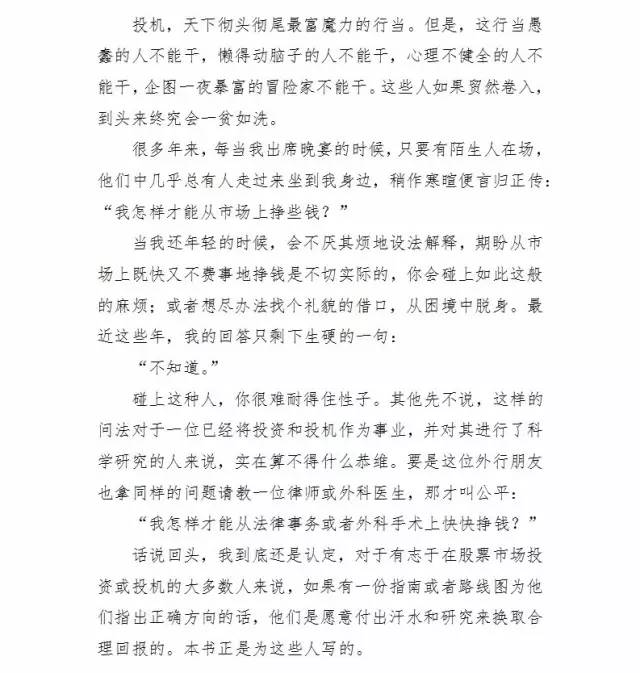 投机，天下彻头彻尾最富魔力的行当。但是，这行当愚
蠢的人不能干，懒得动脑子的人不能干，心理不健全的人不
能干，企图一夜暴富的冒险家不能干。这些人如果贸然卷入，
到头来终究会一贫如洗。
很多年来，每当我出席晚宴的时候，只要有陌生人在场，
他们中几乎总有人走过来坐到我身边，稍作寒暄便言归正传：
“我怎样才能从市场上挣些钱？”
当我还年轻的时候，会不厌其烦地设法解释，期盼从市
场上既快又不费事地挣钱是不切实际的，你会碰上如此这般
的麻烦；或者想尽办法找个礼貌的借口，从困境中脱身。最
近这些年，我的回答只剩下生硬的一句：
“不知道。”
碰上这种人，你很难耐得住性子。其他先不说，这样的
问法对于一位已经将投资和投机作为事业，并对其进行了科
学研究的人来说，实在算不得什么恭维。要是这位外行朋友
也拿同样的问题请教一位律师或外科医生，那才叫公平：
“我怎样才能从法律事务或者外科手术上快快挣钱？”
话说回头，我到底还是认定，对于有志于在股票市场投
资或投机的大多数人来说，如果有一份指南或者路线图为他
们指出正确方向的话，他们是愿意付出汗水和研究来换取合
理回报的。本书正是为这些人写的。